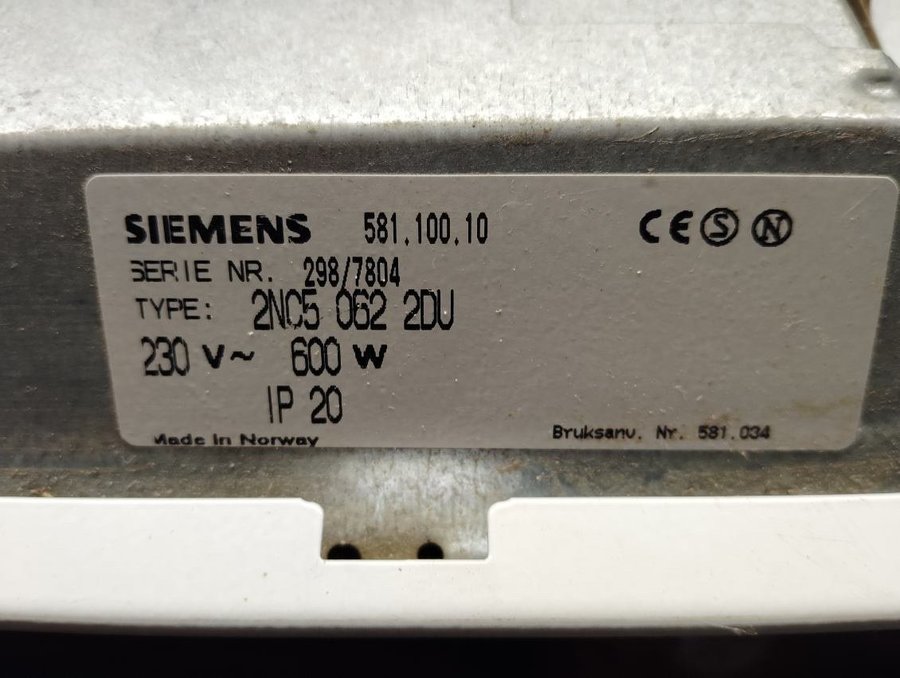 SIEMENS 581.100.10 CE S N
SERIE NR. 298/7804
TYPE: 2NC5 062 2DU
230 V~ 600 W
IP 20
Made in Norway Bruksanv. Nr. 581.034